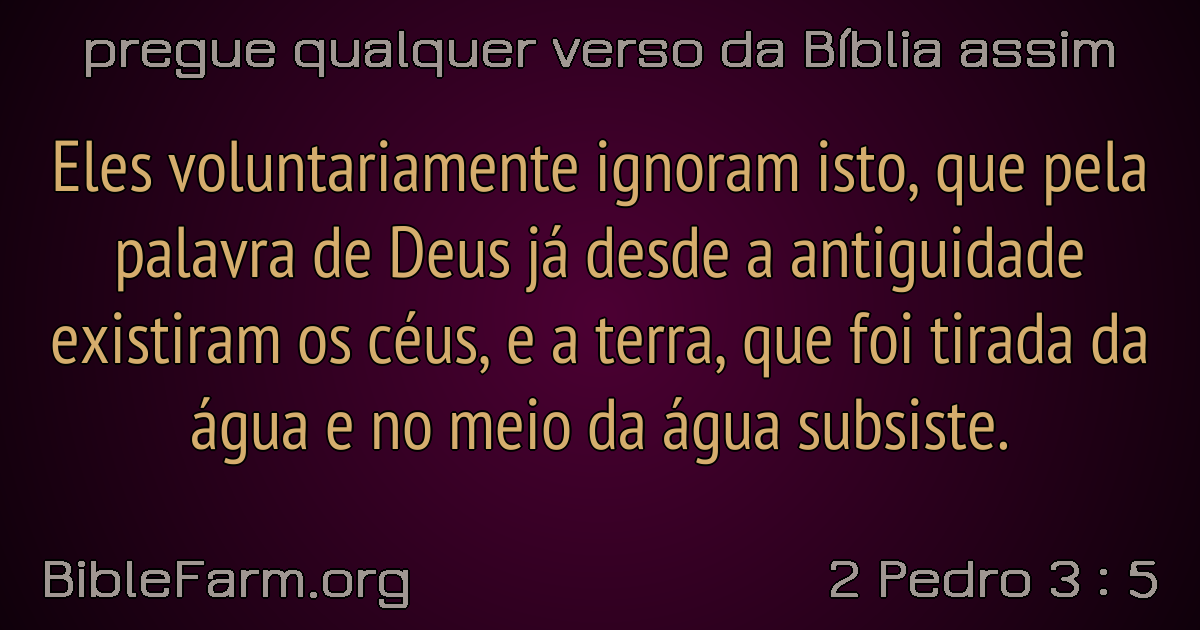 pregue qualquer verso da Bíblia assim
Eles voluntariamente ignoram isto, que pela
palavra de Deus já desde a antiguidade
existiram os céus, e a terra, que foi tirada da
água e no meio da água subsiste.
BibleFarm.org
2 Pedro 3 : 5